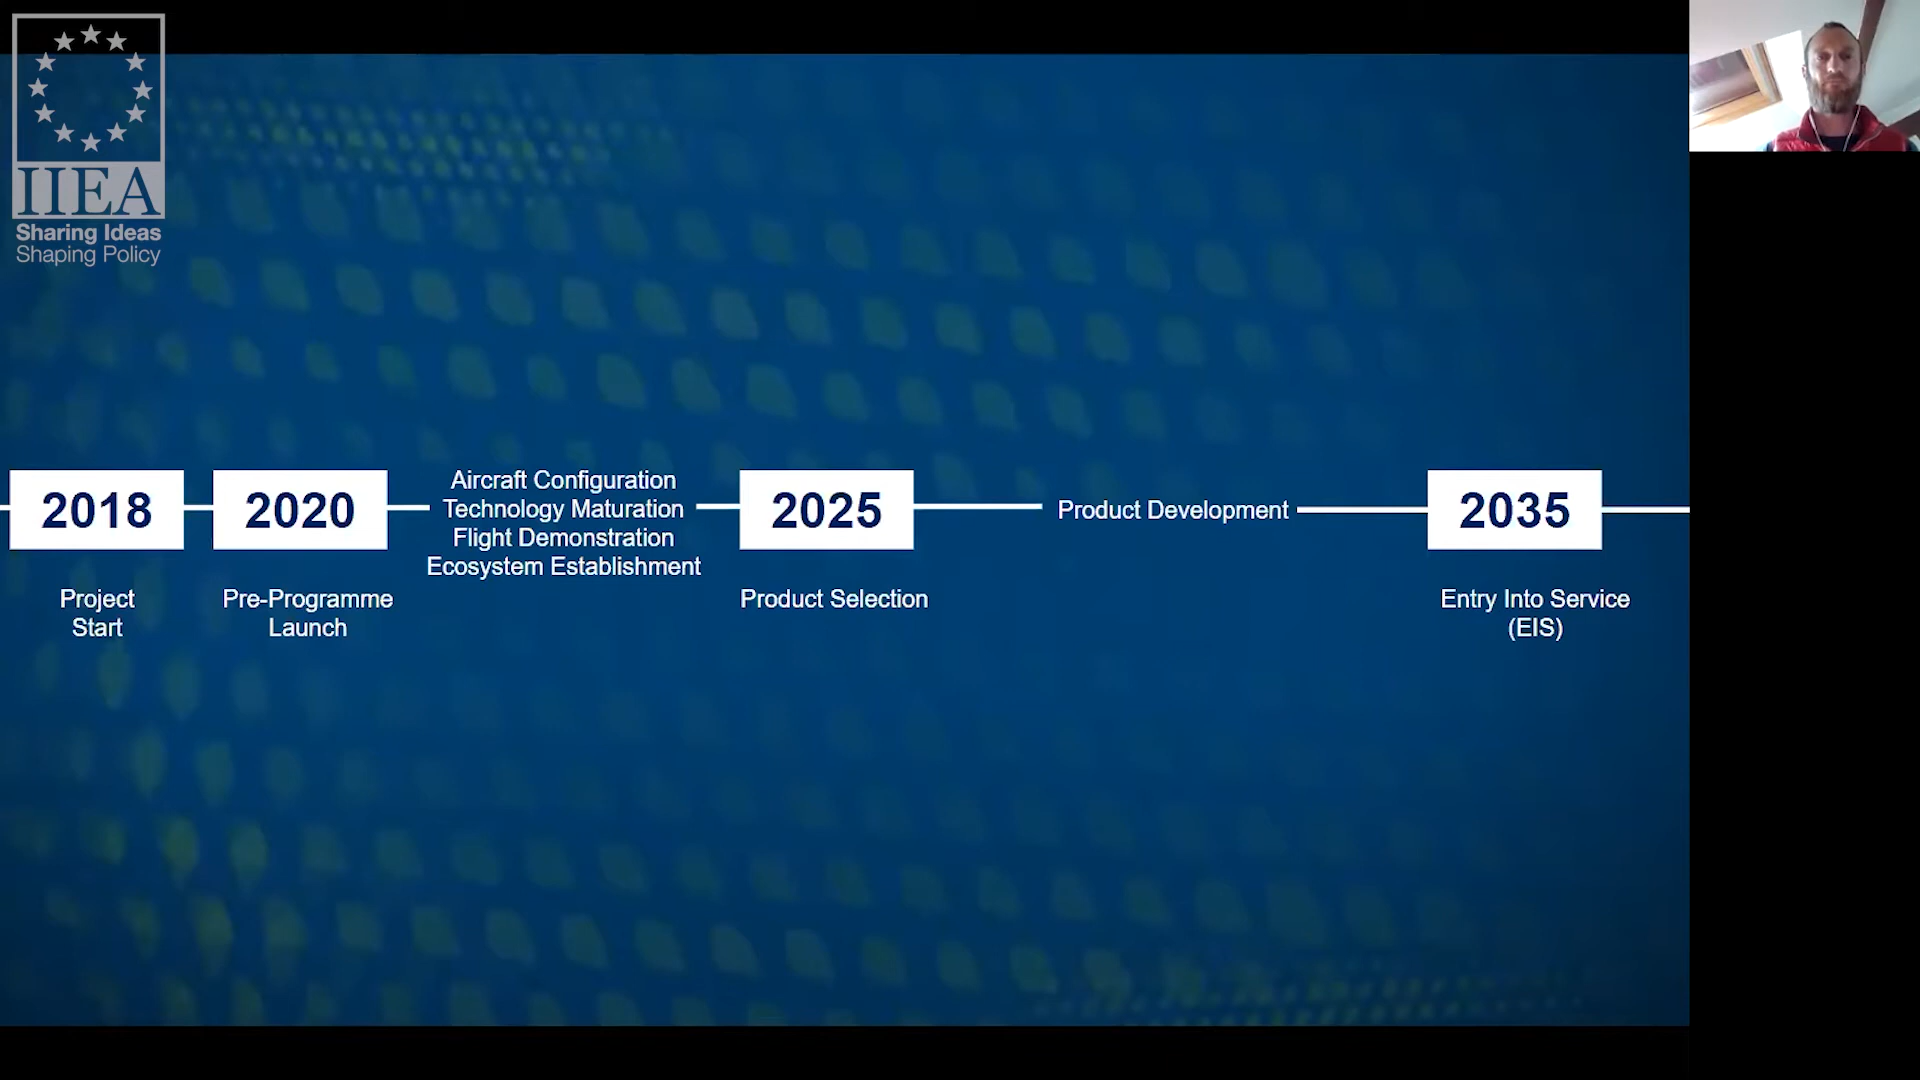 IIEA
Sharing Ideas
Shaping Policy
2018
Project
Start
2020
Pre-Programme
Launch
Aircraft Configuration
Technology Maturation
Flight Demonstration
Ecosystem Establishment
2025
Product Selection
Product Development
2035
Entry Into Service
(EIS)